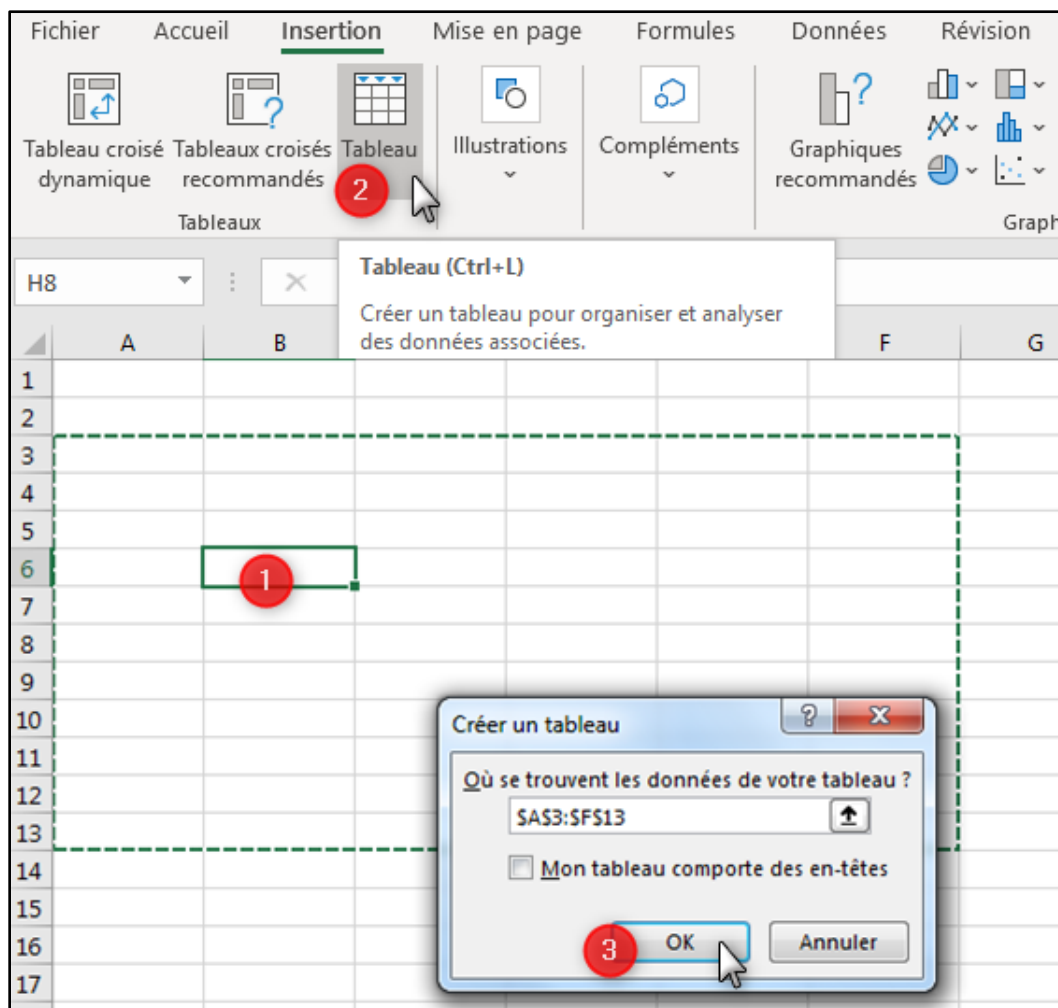 Fichier Accueil Insertion Mise en page Formules Données Révision
Tableau croisé dynamique
Tableaux croisés recommandés
Tableau
Illustrations
Compléments
Graphiques recommandés
2
Tableaux
Graph
H8
Tableau (Ctrl+L)
Créer un tableau pour organiser et analyser
des données associées.
A B F G
1
2
3
4
5
6
1
7
8
9
10
11
12
13
14
15
16
17
Créer un tableau
?
Où se trouvent les données de votre tableau ?
$A$3:$F$13
Mon tableau comporte des en-têtes
3
OK Annuler